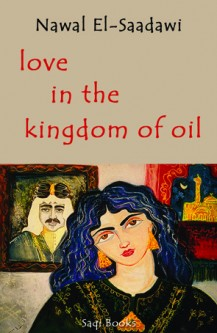 Nawal El-Saadawi
love
in the
kingdom of oil
Saqi Books